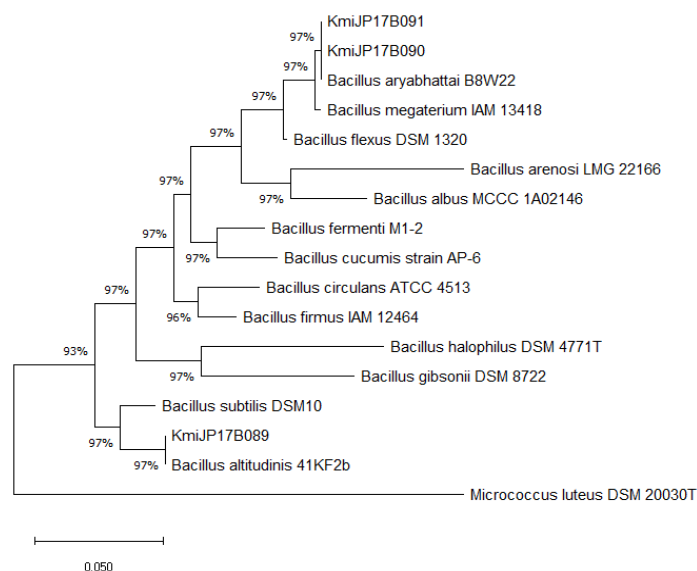 97%
KmiJP17B091
KmiJP17B090
97%
Bacillus aryabhattai B8W22
97%
Bacillus megaterium IAM 13418
97%
Bacillus flexus DSM 1320
97%
Bacillus arenosi LMG 22166
97%
Bacillus albus MCCC 1A02146
97%
Bacillus fermenti M1-2
97%
Bacillus cucumis strain AP-6
97%
Bacillus circulans ATCC 4513
96%
Bacillus firmus IAM 12464
93%
Bacillus halophilus DSM 4771T
97%
Bacillus gibsonii DSM 8722
Bacillus subtilis DSM10
97%
KmiJP17B089
97%
Bacillus altitudinis 41KF2b
Micrococcus luteus DSM 20030T
0.050